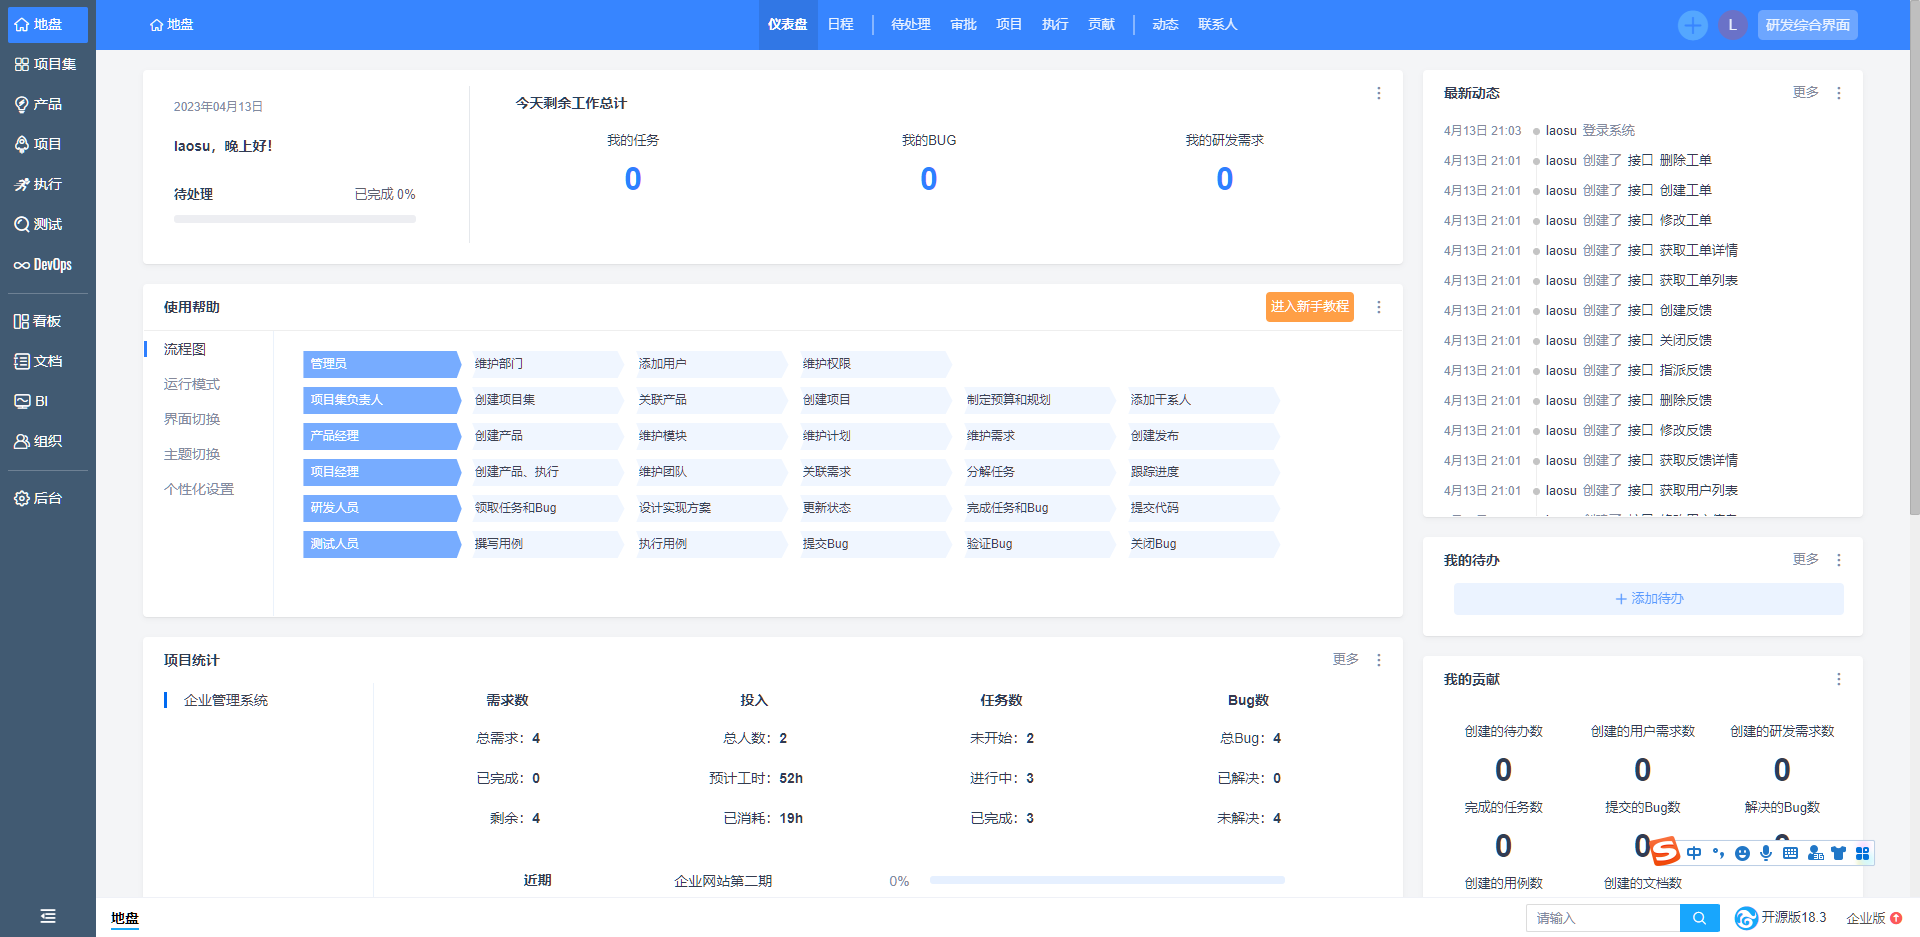 地盘
项目集
产品
项目
执行
测试
DevOps
看板
文档
BI
组织
后台
地盘
仪表盘 日程 待处理 审批 项目 执行 贡献 动态 联系人
L 研发综合界面
2023年04月13日
laosu，晚上好！
待处理 已完成 0%
今天剩余工作总计
我的任务 我的BUG 我的研发需求
0 0 0
使用帮助 进入新手教程
流程图
运行模式
界面切换
主题切换
个性化设置
管理员 维护部门 添加用户 维护权限
项目集负责人 创建项目集 关联产品 创建项目 制定预算和规划 添加干系人
产品经理 创建产品 维护模块 维护计划 维护需求 创建发布
项目经理 创建产品、执行 维护团队 关联需求 分解任务 跟踪进度
研发人员 领取任务和Bug 设计实现方案 更新状态 完成任务和Bug 提交代码
测试人员 撰写用例 执行用例 提交Bug 验证Bug 关闭Bug
项目统计 更多
企业管理系统
需求数 投入 任务数 Bug数
总需求：4 总人数：2 未开始：2 总Bug：4
已完成：0 预计工时：52h 进行中：3 已解决：0
剩余：4 已消耗：19h 已完成：3 未解决：4
近期 企业网站第二期 0%
最新动态 更多
4月13日 21:03 laosu 登录系统
4月13日 21:01 laosu 创建了 接口 删除工单
4月13日 21:01 laosu 创建了 接口 创建工单
4月13日 21:01 laosu 创建了 接口 修改工单
4月13日 21:01 laosu 创建了 接口 获取工单详情
4月13日 21:01 laosu 创建了 接口 获取工单列表
4月13日 21:01 laosu 创建了 接口 创建反馈
4月13日 21:01 laosu 创建了 接口 关闭反馈
4月13日 21:01 laosu 创建了 接口 指派反馈
4月13日 21:01 laosu 创建了 接口 删除反馈
4月13日 21:01 laosu 创建了 接口 修改反馈
4月13日 21:01 laosu 创建了 接口 获取反馈详情
4月13日 21:01 laosu 创建了 接口 获取用户列表
我的待办 更多
添加待办
我的贡献
创建的待办数 创建的用户需求数 创建的研发需求数
0 0 0
完成的任务数 提交的Bug数 解决的Bug数
0 0
S 中
创建的用例数 创建的文档数
地盘
请输入 开源版18.3 企业版